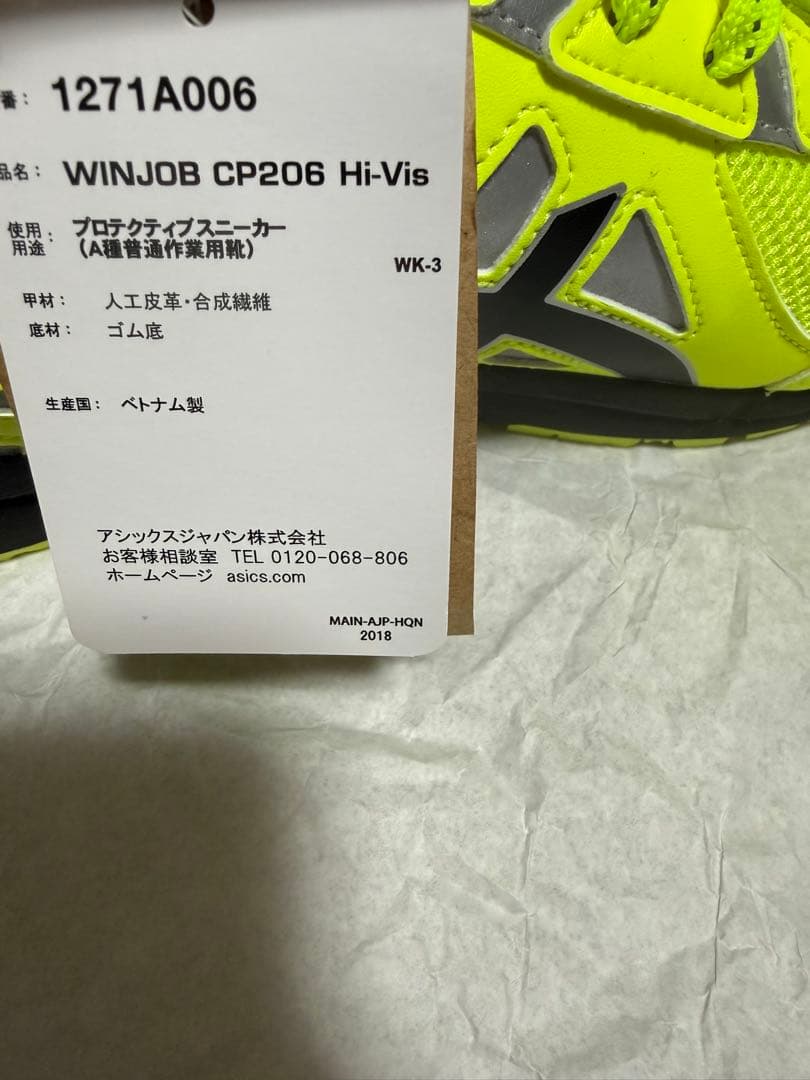 番： 1271A006
品名： WINJOB CP206 Hi-Vis
使用用途： プロテクティブスニーカー
（A種普通作業用靴）
WK-3
甲材： 人工皮革・合成繊維
底材： ゴム底
生産国： ベトナム製
アシックスジャパン株式会社
お客様相談室 TEL 0120-068-806
ホームページ asics.com
MAIN-AJP-HQN
2018